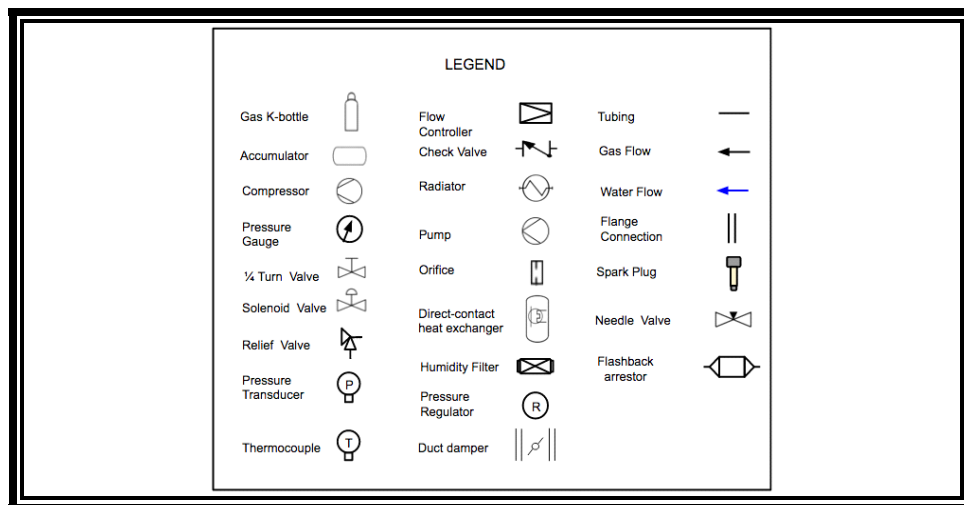 LEGEND
Gas K-bottle
Accumulator
Compressor
Pressure
Gauge
¼ Turn Valve
Solenoid Valve
Relief Valve
Pressure
Transducer
P
Thermocouple
T
Flow
Controller
Check Valve
Radiator
Pump
Orifice
Direct-contact
heat exchanger
Humidity Filter
Pressure
Regulator
R
Duct damper
Tubing
Gas Flow
Water Flow
Flange
Connection
Spark Plug
Needle Valve
Flashback
arrestor